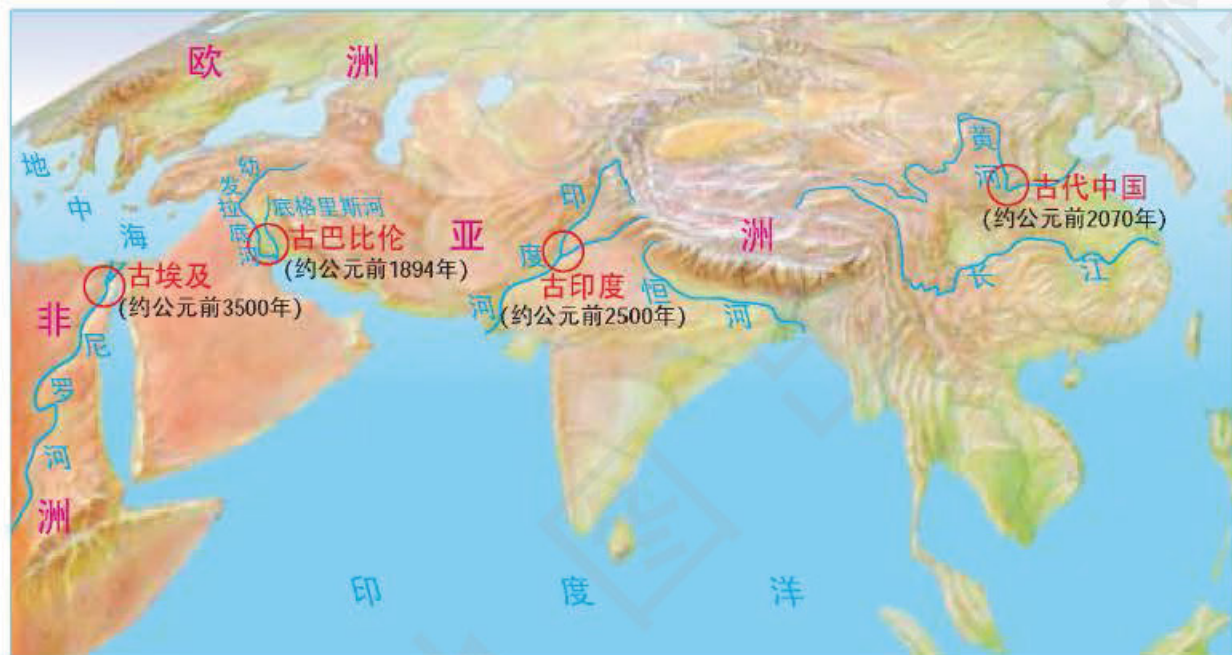 欧洲
亚洲
非洲
地中海
幼发拉底河
底格里斯河
古巴比伦
(约公元前1894年)
古埃及
(约公元前3500年)
尼罗河
印度河
古印度
(约公元前2500年)
恒河
黄河
古代中国
(约公元前2070年)
长江
印度洋